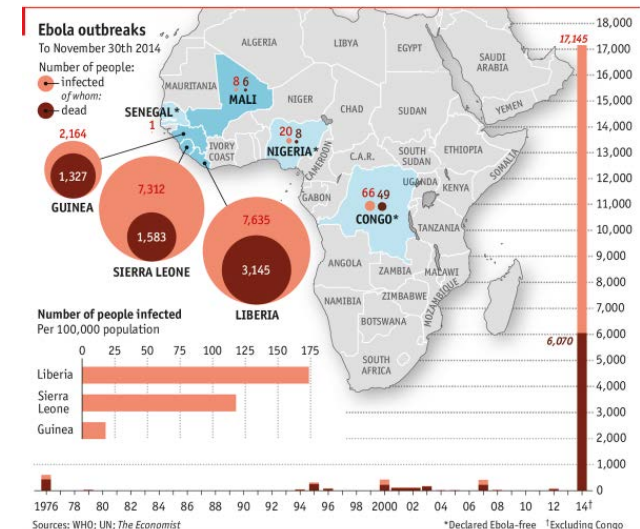 Ebola outbreaks
To November 30th 2014
Number of people:
infected
of whom:
dead
ALGERIA
LIBYA
EGYPT
SAUDI
ARABIA
YEMEN
MAURITANIA
8 6
MALI
NIGER
CHAD
SUDAN
SENEGAL*
1
IVORY
COAST
20 8
NIGERIA*
CAMEROON
C.A.R.
SOUTH
SUDAN
ETHIOPIA
SOMALIA
GABON
66 49
CONGO*
UGANDA
KENYA
TANZANIA
ANGOLA
ZAMBIA
MALAWI
MOZAMBIQUE
NAMIBIA
ZIMBABWE
BOTSWANA
SOUTH
AFRICA
2,164
1,327
GUINEA
7,312
1,583
SIERRA LEONE
7,635
3,145
LIBERIA
Number of people infected
Per 100,000 population
0 25 50 75 100 125 150 175
Liberia
Sierra
Leone
Guinea
17,145
6,070
18,000
17,000
16,000
15,000
14,000
13,000
12,000
11,000
10,000
9,000
8,000
7,000
6,000
5,000
4,000
3,000
2,000
1,000
0
1976 78 80 82 84 86 88 90 92 94 96 98 2000 02 04 06 08 10 12 14†
Sources: WHO; UN; The Economist
*Declared Ebola-free †Excluding Congo